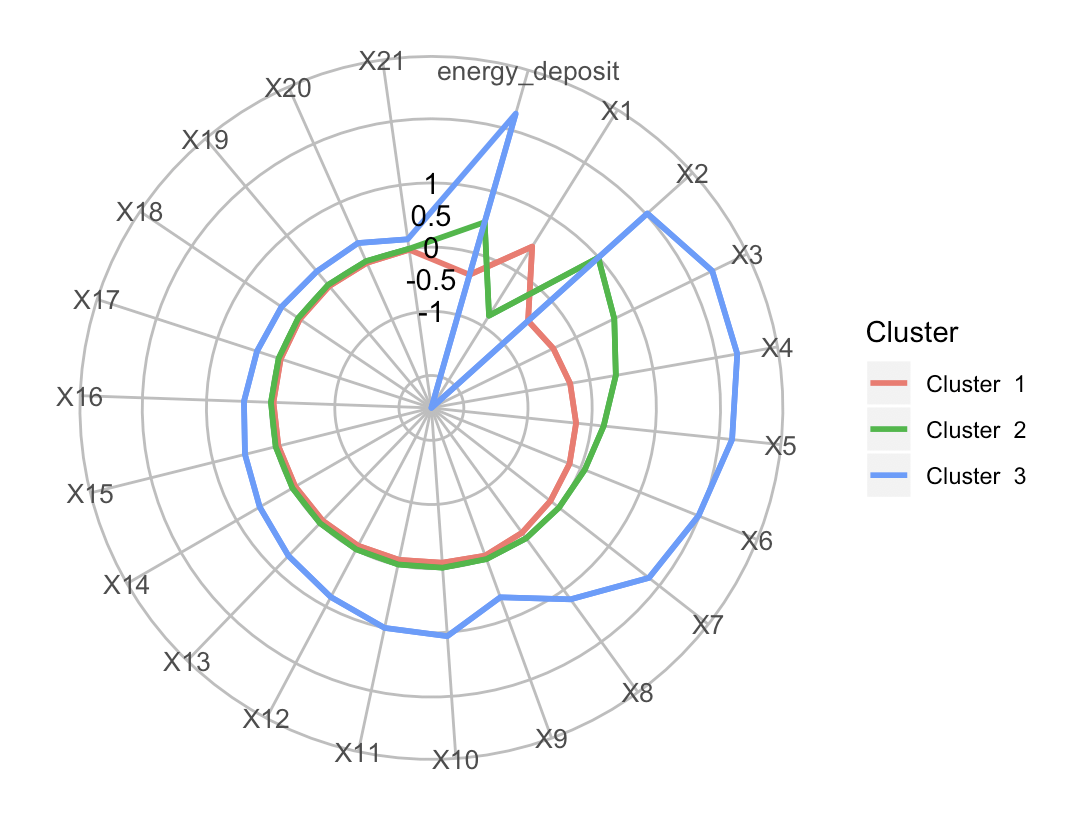 energy_deposit
X1
X2
X3
X4
X5
X6
X7
X8
X9
X10
X11
X12
X13
X14
X15
X16
X17
X18
X19
X20
X21
1
0.5
0
-0.5
-1
Cluster
Cluster 1
Cluster 2
Cluster 3